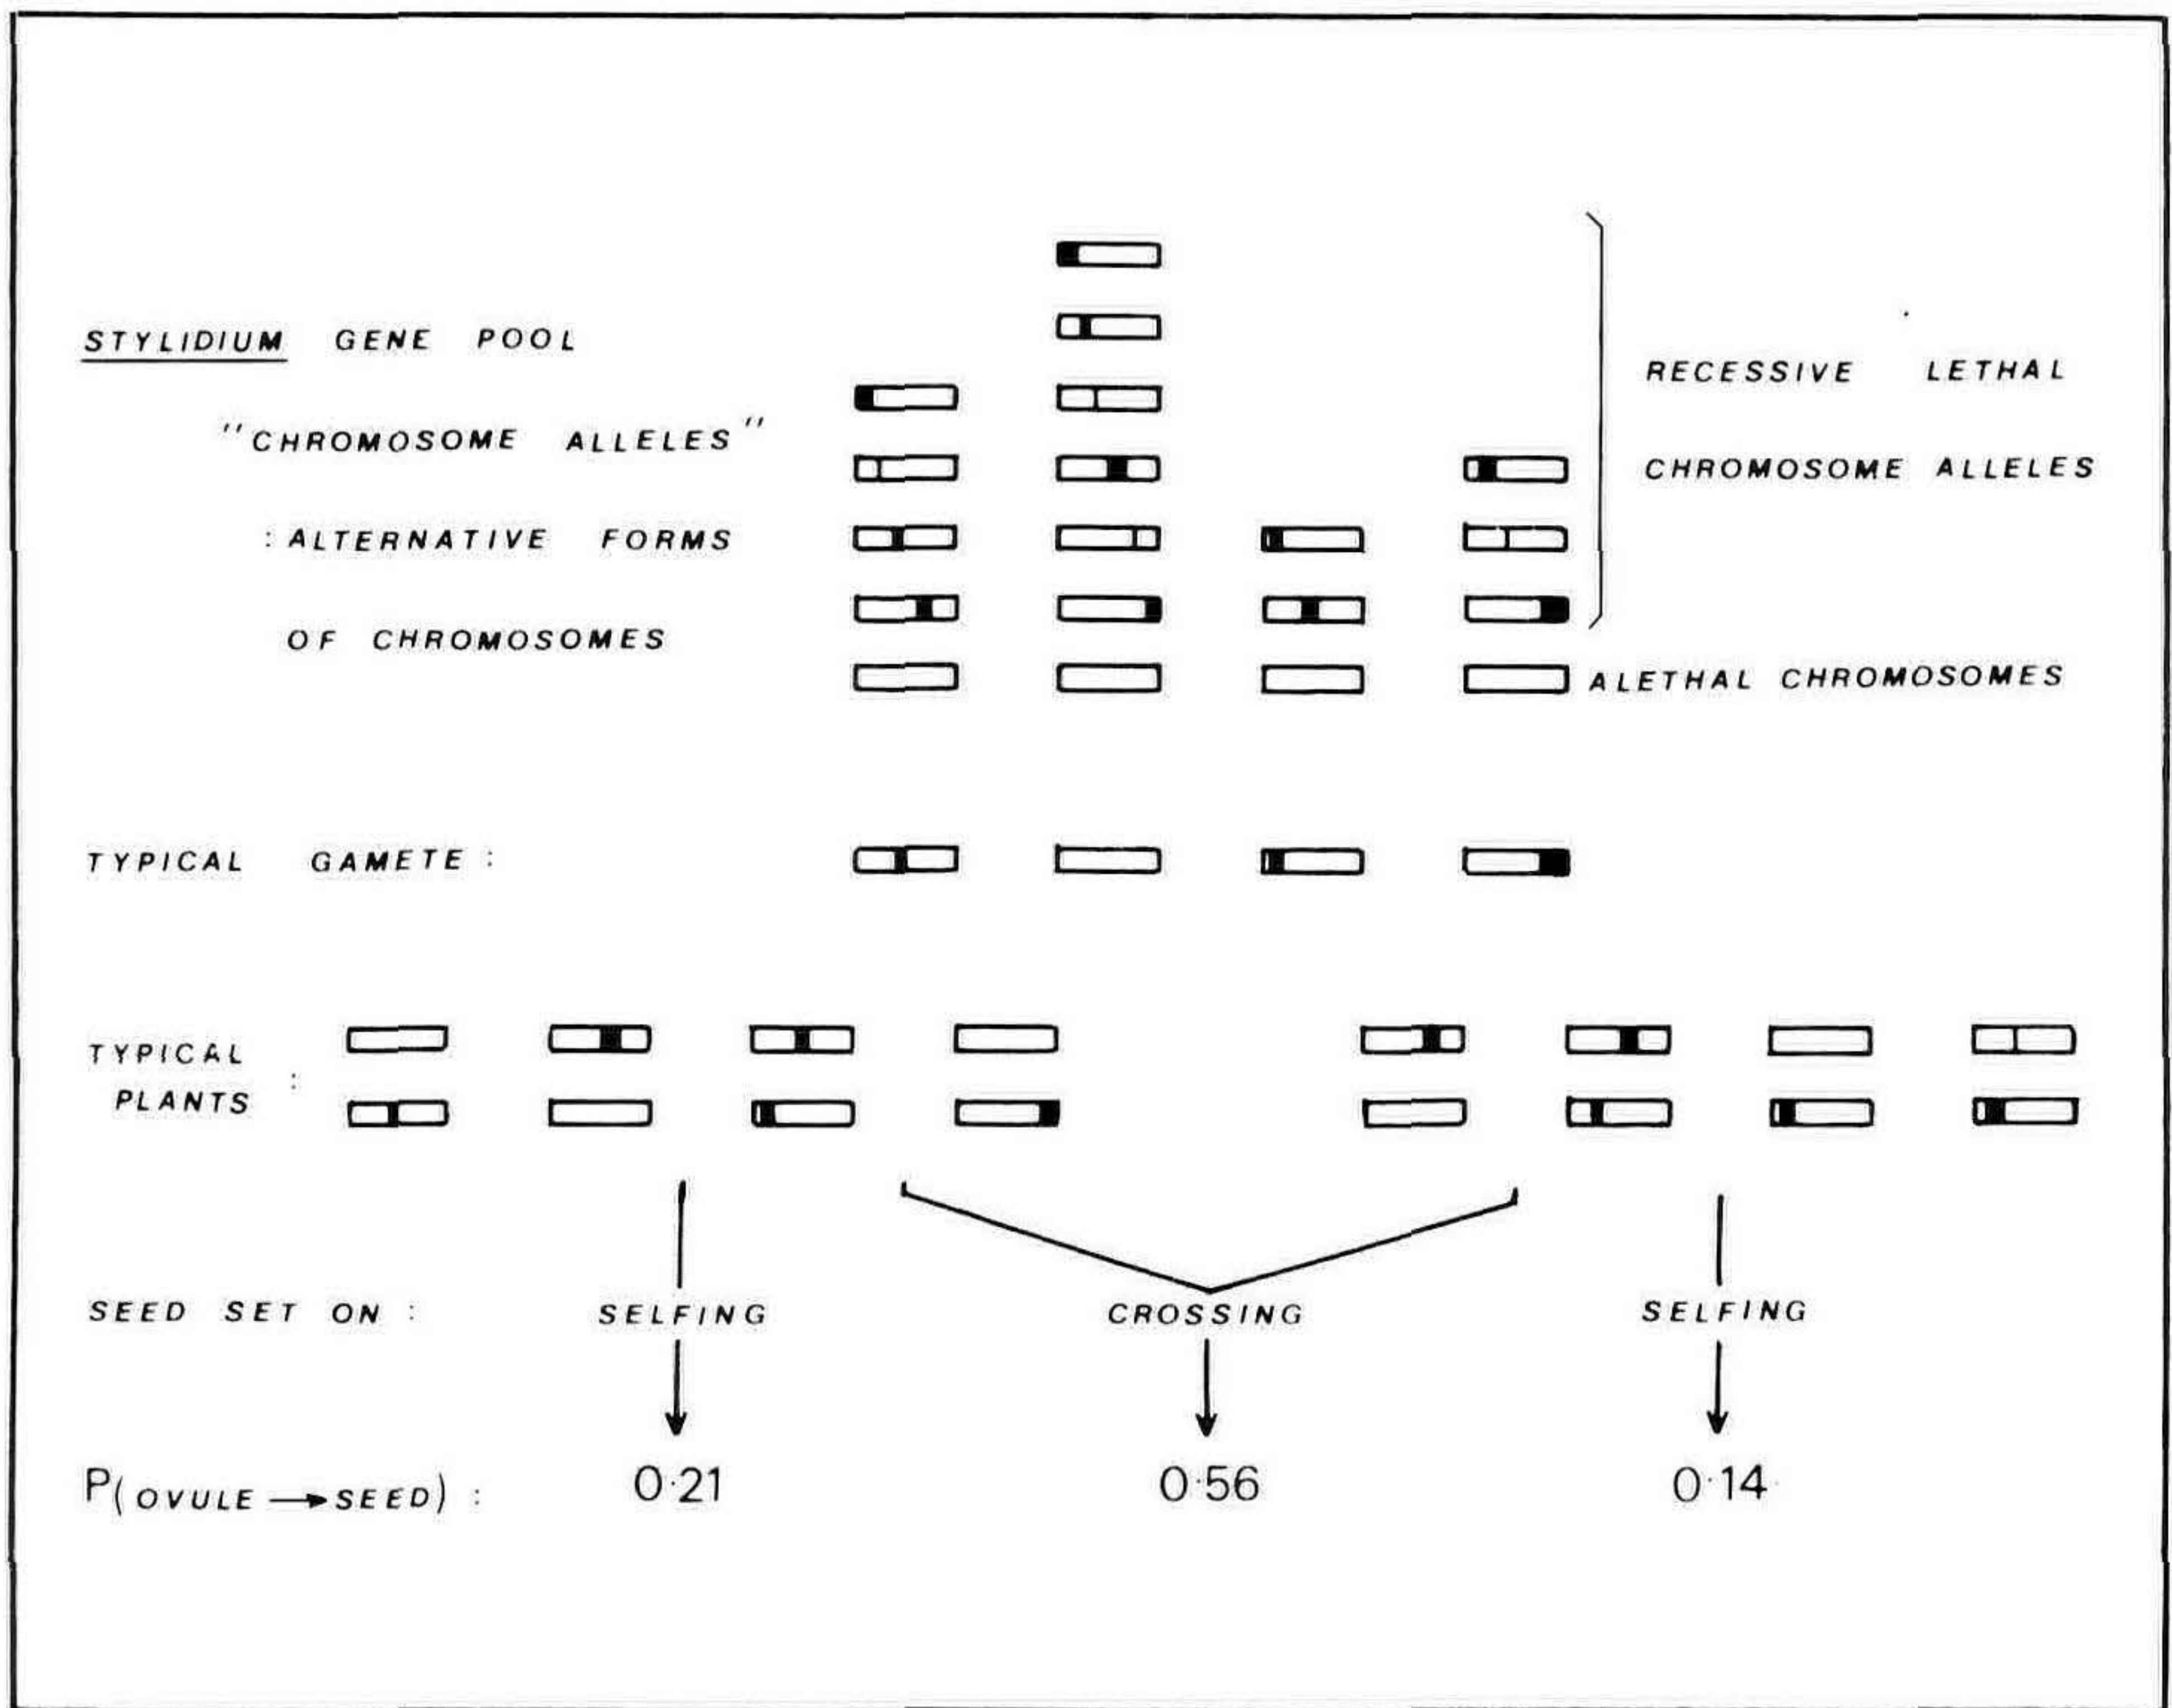 STYLIDIUM GENE POOL
"CHROMOSOME ALLELES"
: ALTERNATIVE FORMS
OF CHROMOSOMES
RECESSIVE LETHAL
CHROMOSOME ALLELES
ALETHAL CHROMOSOMES
TYPICAL GAMETE :
TYPICAL
PLANTS :
SEED SET ON : SELFING CROSSING SELFING
P(OVULE → SEED) : 0·21 0·56 0·14